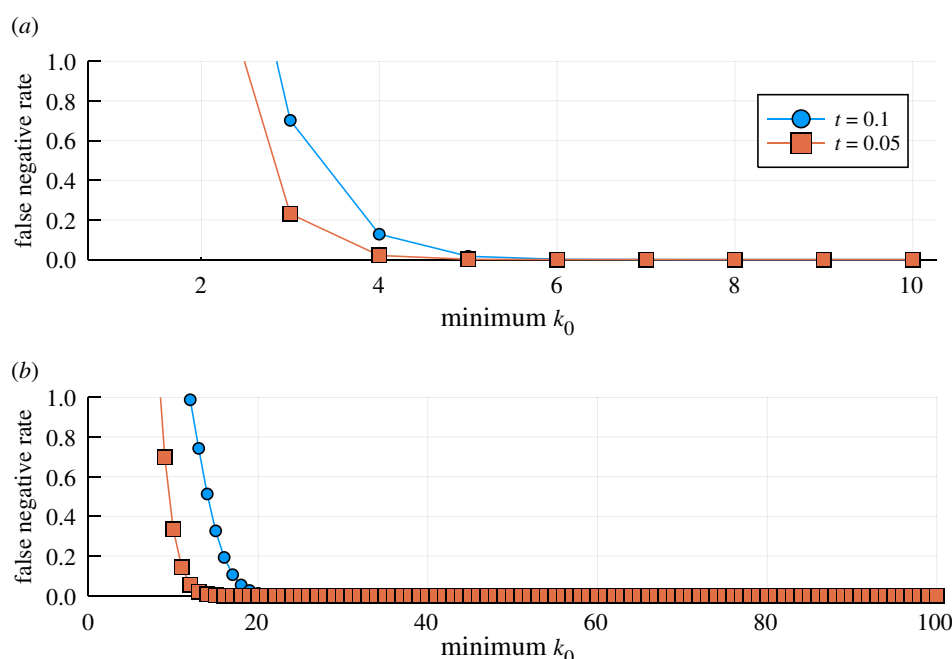 (a)
1.0
0.8
0.6
0.4
0.2
0.0
false negative rate
t = 0.1
t = 0.05
2 4 6 8 10
minimum k₀
(b)
1.0
0.8
0.6
0.4
0.2
0.0
false negative rate
0 20 40 60 80 100
minimum k₀